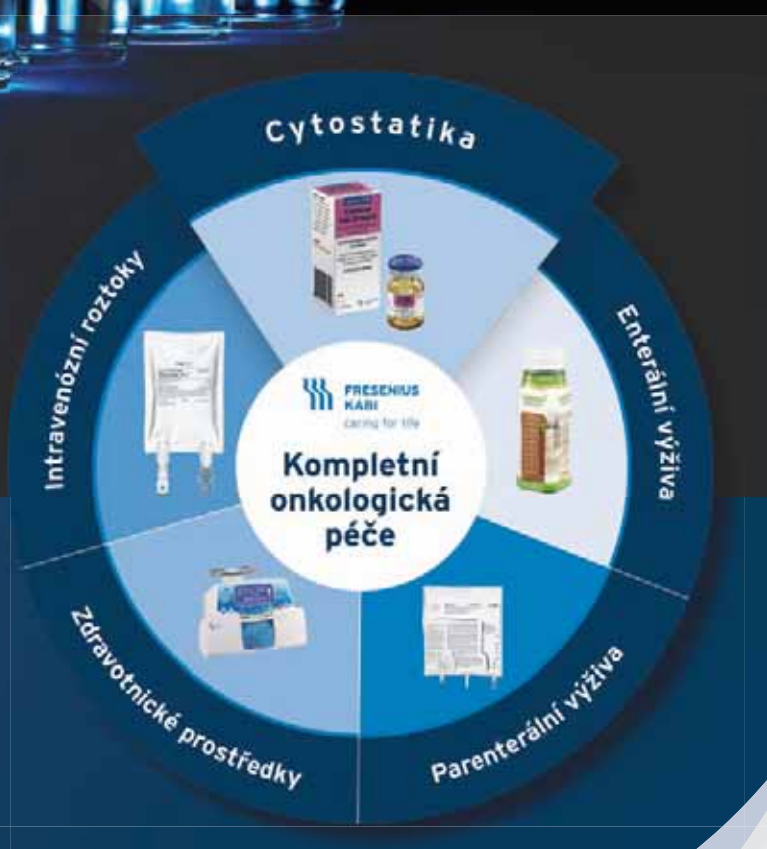 Cytostatika
Intravenózní roztoky
Enterální výživa
FRESENIUS
KABI
caring for life
Kompletní
onkologická
péče
Zdravotnické prostředky
Parenterální výživa